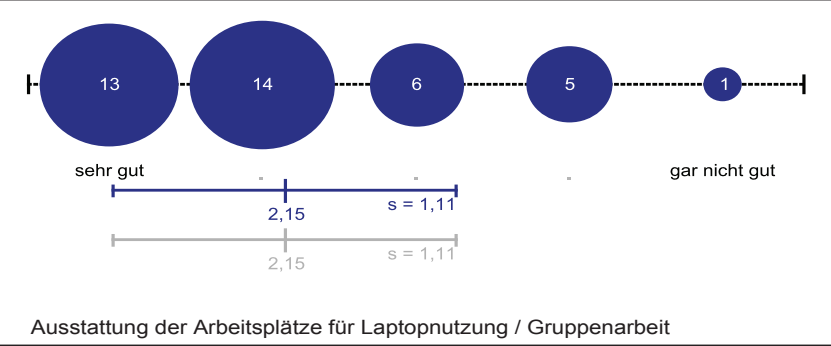 13 14 6 5 1
sehr gut - - - gar nicht gut
2,15 s = 1,11
2,15 s = 1,11
Ausstattung der Arbeitsplätze für Laptopnutzung / Gruppenarbeit